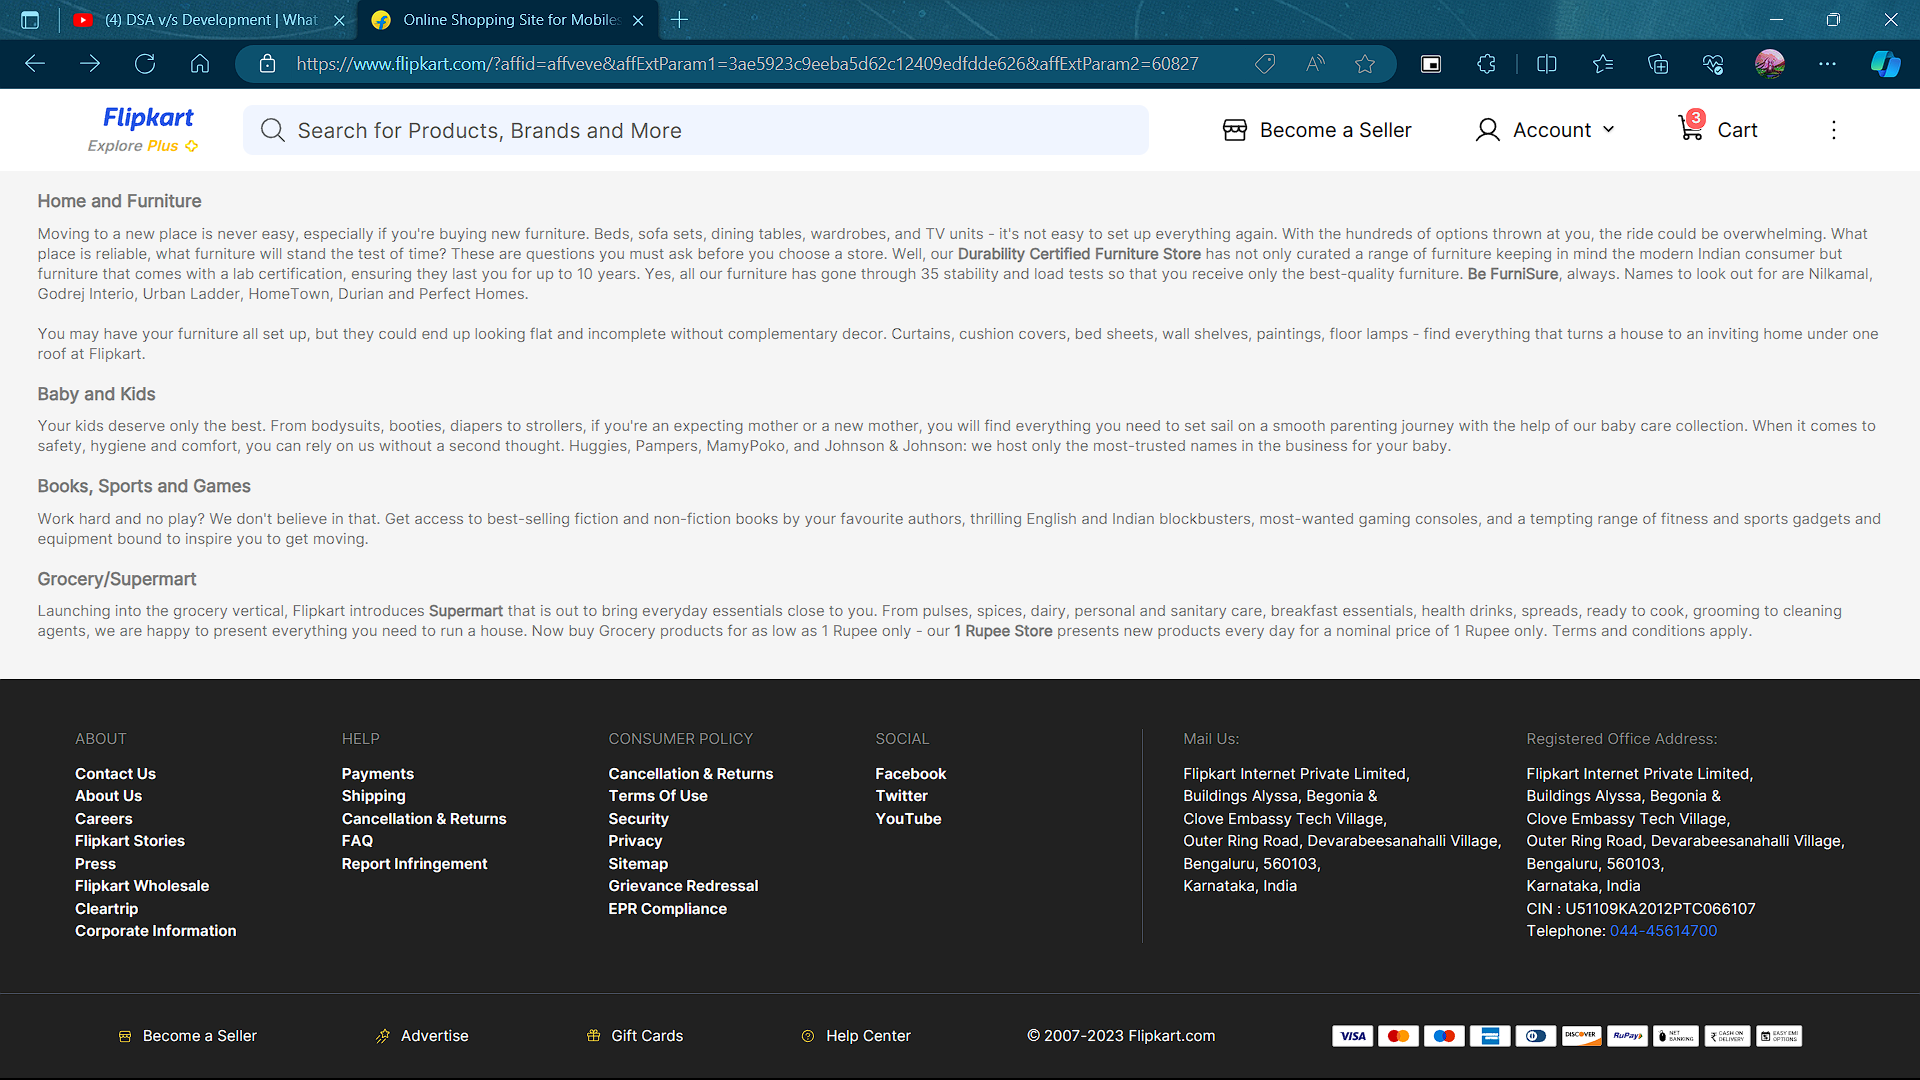 (4) DSA v/s Development | What
Online Shopping Site for Mobiles
https://www.flipkart.com/?affid=affveve&affExtParam1=3ae5923c9eeba5d62c12409edfdde626&affExtParam2=60827
Flipkart
Explore Plus
Search for Products, Brands and More
Become a Seller
Account
3
Cart
Home and Furniture
Moving to a new place is never easy, especially if you're buying new furniture. Beds, sofa sets, dining tables, wardrobes, and TV units - it's not easy to set up everything again. With the hundreds of options thrown at you, the ride could be overwhelming. What
place is reliable, what furniture will stand the test of time? These are questions you must ask before you choose a store. Well, our Durability Certified Furniture Store has not only curated a range of furniture keeping in mind the modern Indian consumer but
furniture that comes with a lab certification, ensuring they last you for up to 10 years. Yes, all our furniture has gone through 35 stability and load tests so that you receive only the best-quality furniture. Be FurniSure, always. Names to look out for are Nilkamal,
Godrej Interio, Urban Ladder, HomeTown, Durian and Perfect Homes.
You may have your furniture all set up, but they could end up looking flat and incomplete without complementary decor. Curtains, cushion covers, bed sheets, wall shelves, paintings, floor lamps - find everything that turns a house to an inviting home under one
roof at Flipkart.
Baby and Kids
Your kids deserve only the best. From bodysuits, booties, diapers to strollers, if you're an expecting mother or a new mother, you will find everything you need to set sail on a smooth parenting journey with the help of our baby care collection. When it comes to
safety, hygiene and comfort, you can rely on us without a second thought. Huggies, Pampers, MamyPoko, and Johnson & Johnson: we host only the most-trusted names in the business for your baby.
Books, Sports and Games
Work hard and no play? We don't believe in that. Get access to best-selling fiction and non-fiction books by your favourite authors, thrilling English and Indian blockbusters, most-wanted gaming consoles, and a tempting range of fitness and sports gadgets and
equipment bound to inspire you to get moving.
Grocery/Supermart
Launching into the grocery vertical, Flipkart introduces Supermart that is out to bring everyday essentials close to you. From pulses, spices, dairy, personal and sanitary care, breakfast essentials, health drinks, spreads, ready to cook, grooming to cleaning
agents, we are happy to present everything you need to run a house. Now buy Grocery products for as low as 1 Rupee only - our 1 Rupee Store presents new products every day for a nominal price of 1 Rupee only. Terms and conditions apply.
ABOUT
Contact Us
About Us
Careers
Flipkart Stories
Press
Flipkart Wholesale
Cleartrip
Corporate Information
HELP
Payments
Shipping
Cancellation & Returns
FAQ
Report Infringement
CONSUMER POLICY
Cancellation & Returns
Terms Of Use
Security
Privacy
Sitemap
Grievance Redressal
EPR Compliance
SOCIAL
Facebook
Twitter
YouTube
Mail Us:
Flipkart Internet Private Limited,
Buildings Alyssa, Begonia &
Clove Embassy Tech Village,
Outer Ring Road, Devarabeesanahalli Village,
Bengaluru, 560103,
Karnataka, India
Registered Office Address:
Flipkart Internet Private Limited,
Buildings Alyssa, Begonia &
Clove Embassy Tech Village,
Outer Ring Road, Devarabeesanahalli Village,
Bengaluru, 560103,
Karnataka, India
CIN : U51109KA2012PTC066107
Telephone: 044-45614700
Become a Seller
Advertise
Gift Cards
Help Center
© 2007-2023 Flipkart.com
VISA
DISCOVER
RuPay
NET
BANKING
CASH ON
DELIVERY
EASY EMI
OPTIONS